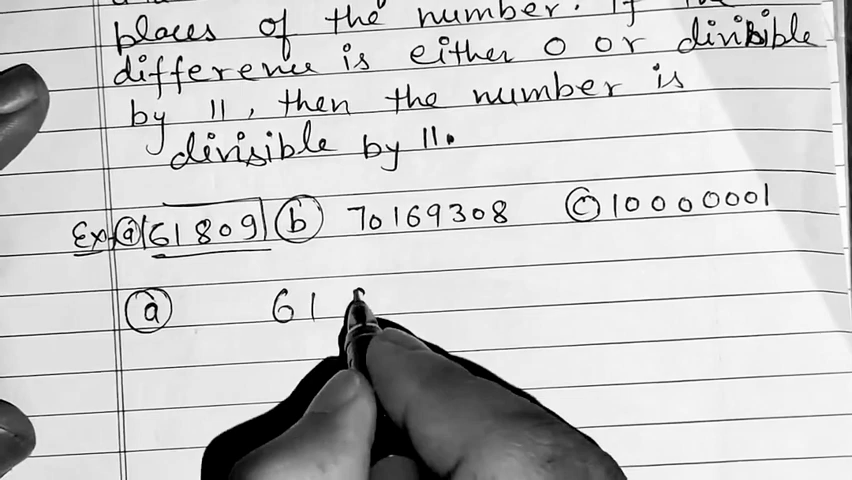 places of the number. If the
difference is either 0 or divisible
by 11, then the number is
divisible by 11.
Ex. (a) 61809 (b) 70169308 (c) 10000001
(a) 61